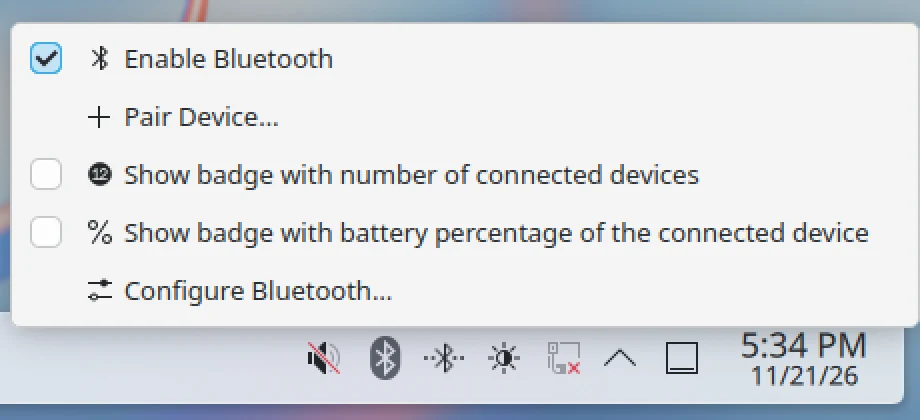 Enable Bluetooth
Pair Device...
12 Show badge with number of connected devices
% Show badge with battery percentage of the connected device
Configure Bluetooth...
5:34 PM
11/21/26